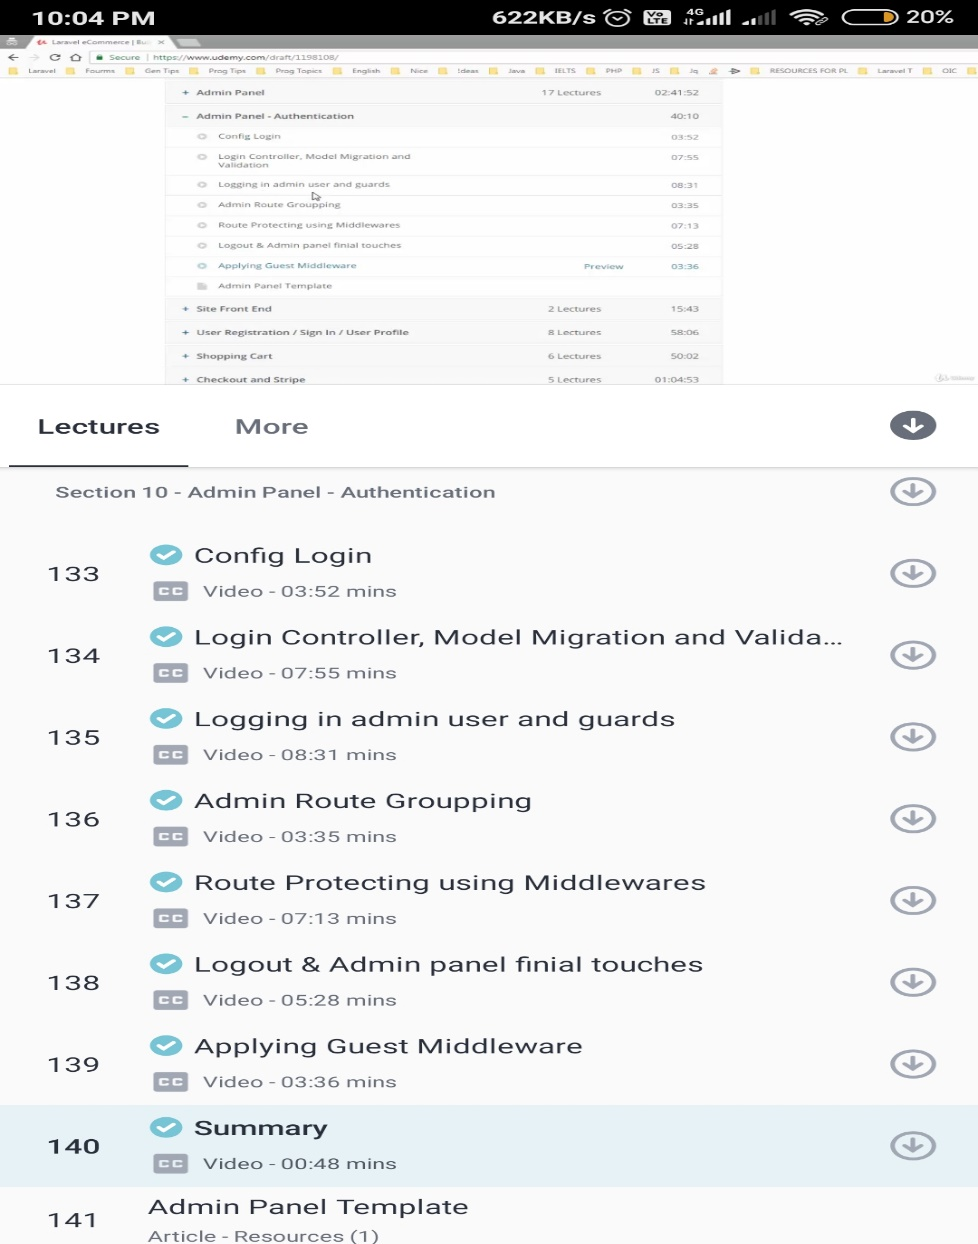 10:04 PM 622KB/s Vo LTE 4G 20%
Laravel eCommerce | Bui
Secure https://www.udemy.com/draft/1198108/
Laravel Fourms Gen Tips Prog Tips Prog Topics English Nice Ideas Java IELTS PHP JS Jq RESOURCES FOR PL Laravel T OIC
+ Admin Panel 17 Lectures 02:41:52
– Admin Panel - Authentication 40:10
Config Login 03:52
Login Controller, Model Migration and
Validation 07:55
Logging in admin user and guards 08:31
Admin Route Groupping 03:35
Route Protecting using Middlewares 07:13
Logout & Admin panel finial touches 05:28
Applying Guest Middleware Preview 03:36
Admin Panel Template
+ Site Front End 2 Lectures 15:43
+ User Registration / Sign In / User Profile 8 Lectures 58:06
+ Shopping Cart 6 Lectures 50:02
+ Checkout and Stripe 5 Lectures 01:04:53
Lectures More
Section 10 - Admin Panel - Authentication
133 Config Login
CC Video - 03:52 mins
134 Login Controller, Model Migration and Valida...
CC Video - 07:55 mins
135 Logging in admin user and guards
CC Video - 08:31 mins
136 Admin Route Groupping
CC Video - 03:35 mins
137 Route Protecting using Middlewares
CC Video - 07:13 mins
138 Logout & Admin panel finial touches
CC Video - 05:28 mins
139 Applying Guest Middleware
CC Video - 03:36 mins
140 Summary
CC Video - 00:48 mins
141 Admin Panel Template
Article - Resources (1)